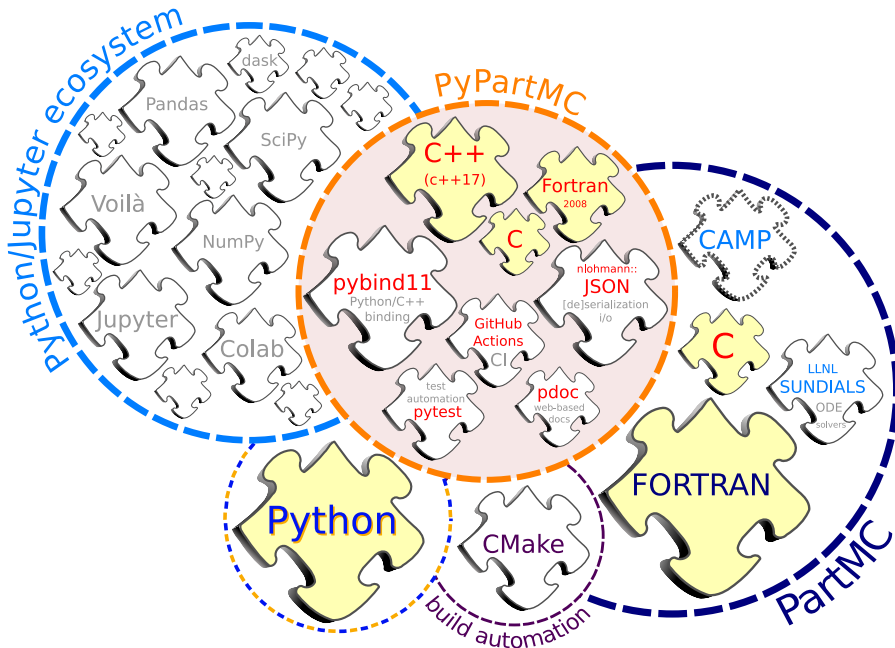 Python/Jupyter ecosystem
dask
Pandas
SciPy
Voilà
NumPy
Jupyter
Colab
PyPartMC
C++
(c++17)
Fortran
2008
C
pybind11
Python/C++
binding
nlohmann::
JSON
[de]serialization
i/o
GitHub
Actions
CI
test
automation
pytest
pdoc
web-based
docs
CAMP
C
LLNL
SUNDIALS
ODE
solvers
FORTRAN
PartMC
Python
CMake
build automation